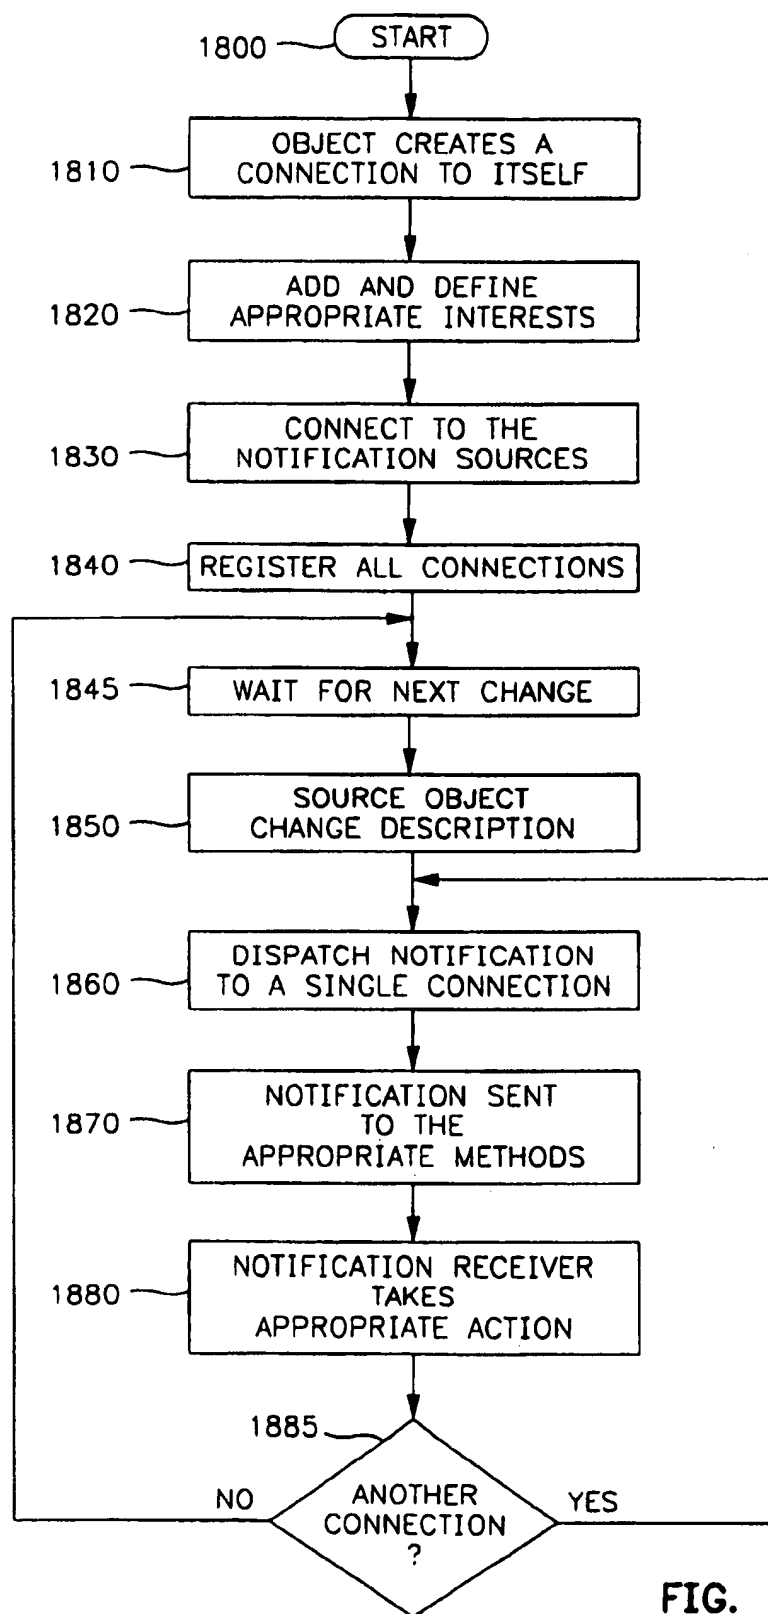 1800
START
1810
OBJECT CREATES A
CONNECTION TO ITSELF
1820
ADD AND DEFINE
APPROPRIATE INTERESTS
1830
CONNECT TO THE
NOTIFICATION SOURCES
1840
REGISTER ALL CONNECTIONS
1845
WAIT FOR NEXT CHANGE
1850
SOURCE OBJECT
CHANGE DESCRIPTION
1860
DISPATCH NOTIFICATION
TO A SINGLE CONNECTION
1870
NOTIFICATION SENT
TO THE
APPROPRIATE METHODS
1880
NOTIFICATION RECEIVER
TAKES
APPROPRIATE ACTION
1885
NO
ANOTHER
CONNECTION
?
YES
FIG.